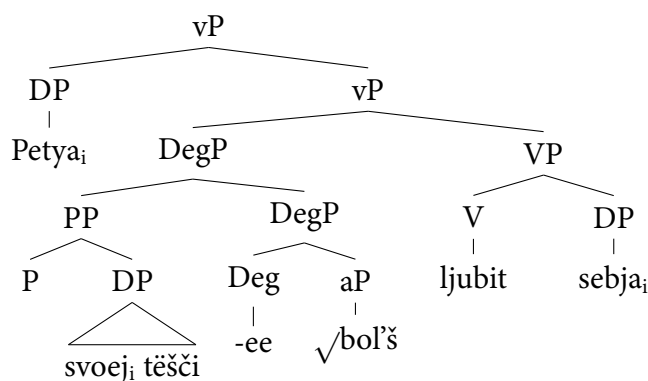 vP
DP vP
Petyaᵢ DegP VP
PP DegP V DP
P DP Deg aP ljubit sebjaᵢ
svoejᵢ tëšči -ee √bol’š